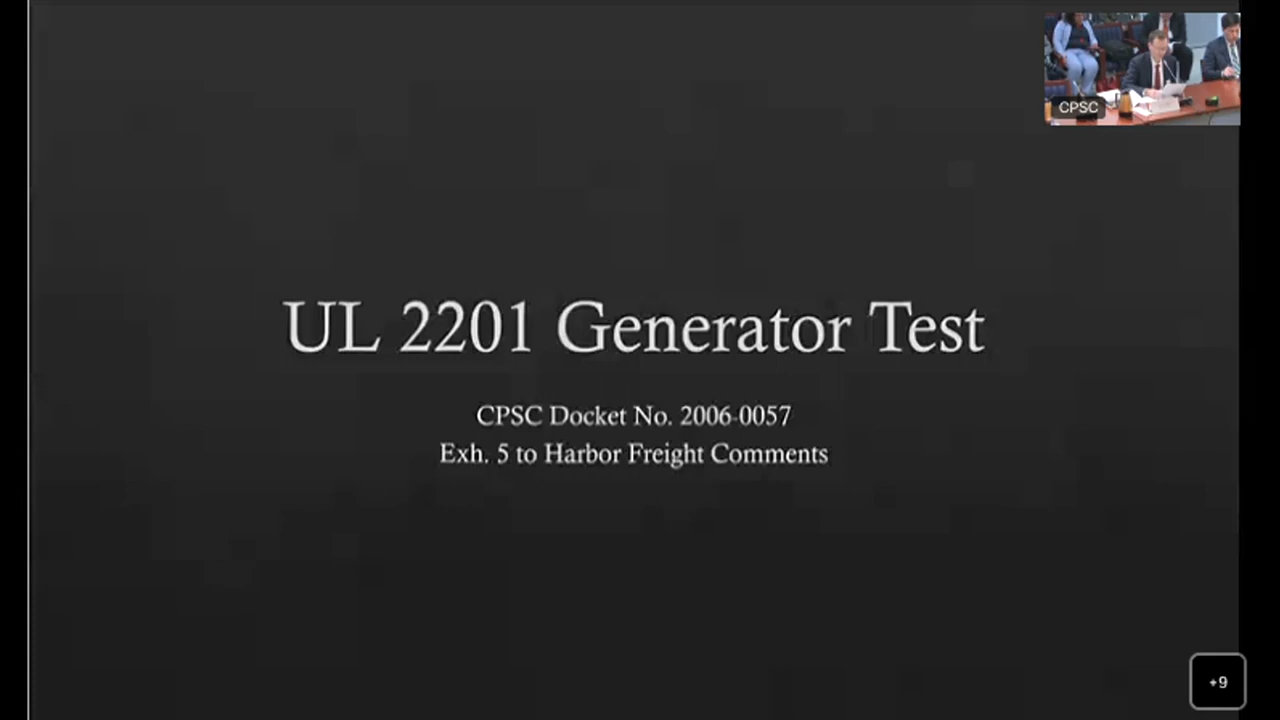 CPSC
UL 2201 Generator Test
CPSC Docket No. 2006-0057
Exh. 5 to Harbor Freight Comments
+9